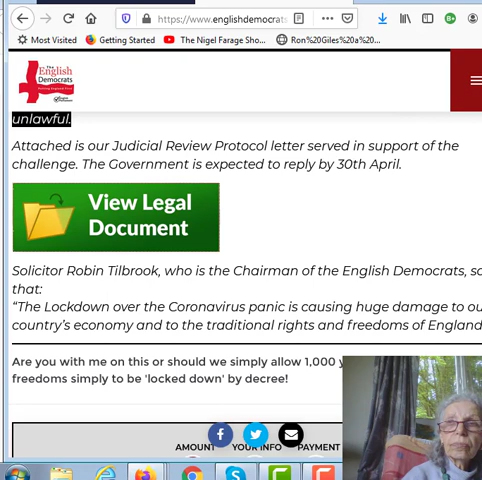 https://www.englishdemocrats
Most Visited Getting Started The Nigel Farage Sho... Ron%20Giles%20a%20...
The
English
Democrats
unlawful.
Attached is our Judicial Review Protocol letter served in support of the
challenge. The Government is expected to reply by 30th April.
View Legal
Document
Solicitor Robin Tilbrook, who is the Chairman of the English Democrats, sa
that:
“The Lockdown over the Coronavirus panic is causing huge damage to ou
country’s economy and to the traditional rights and freedoms of England
Are you with me on this or should we simply allow 1,000 y
freedoms simply to be 'locked down' by decree!
AMOUNT YOUR INFO PAYMENT